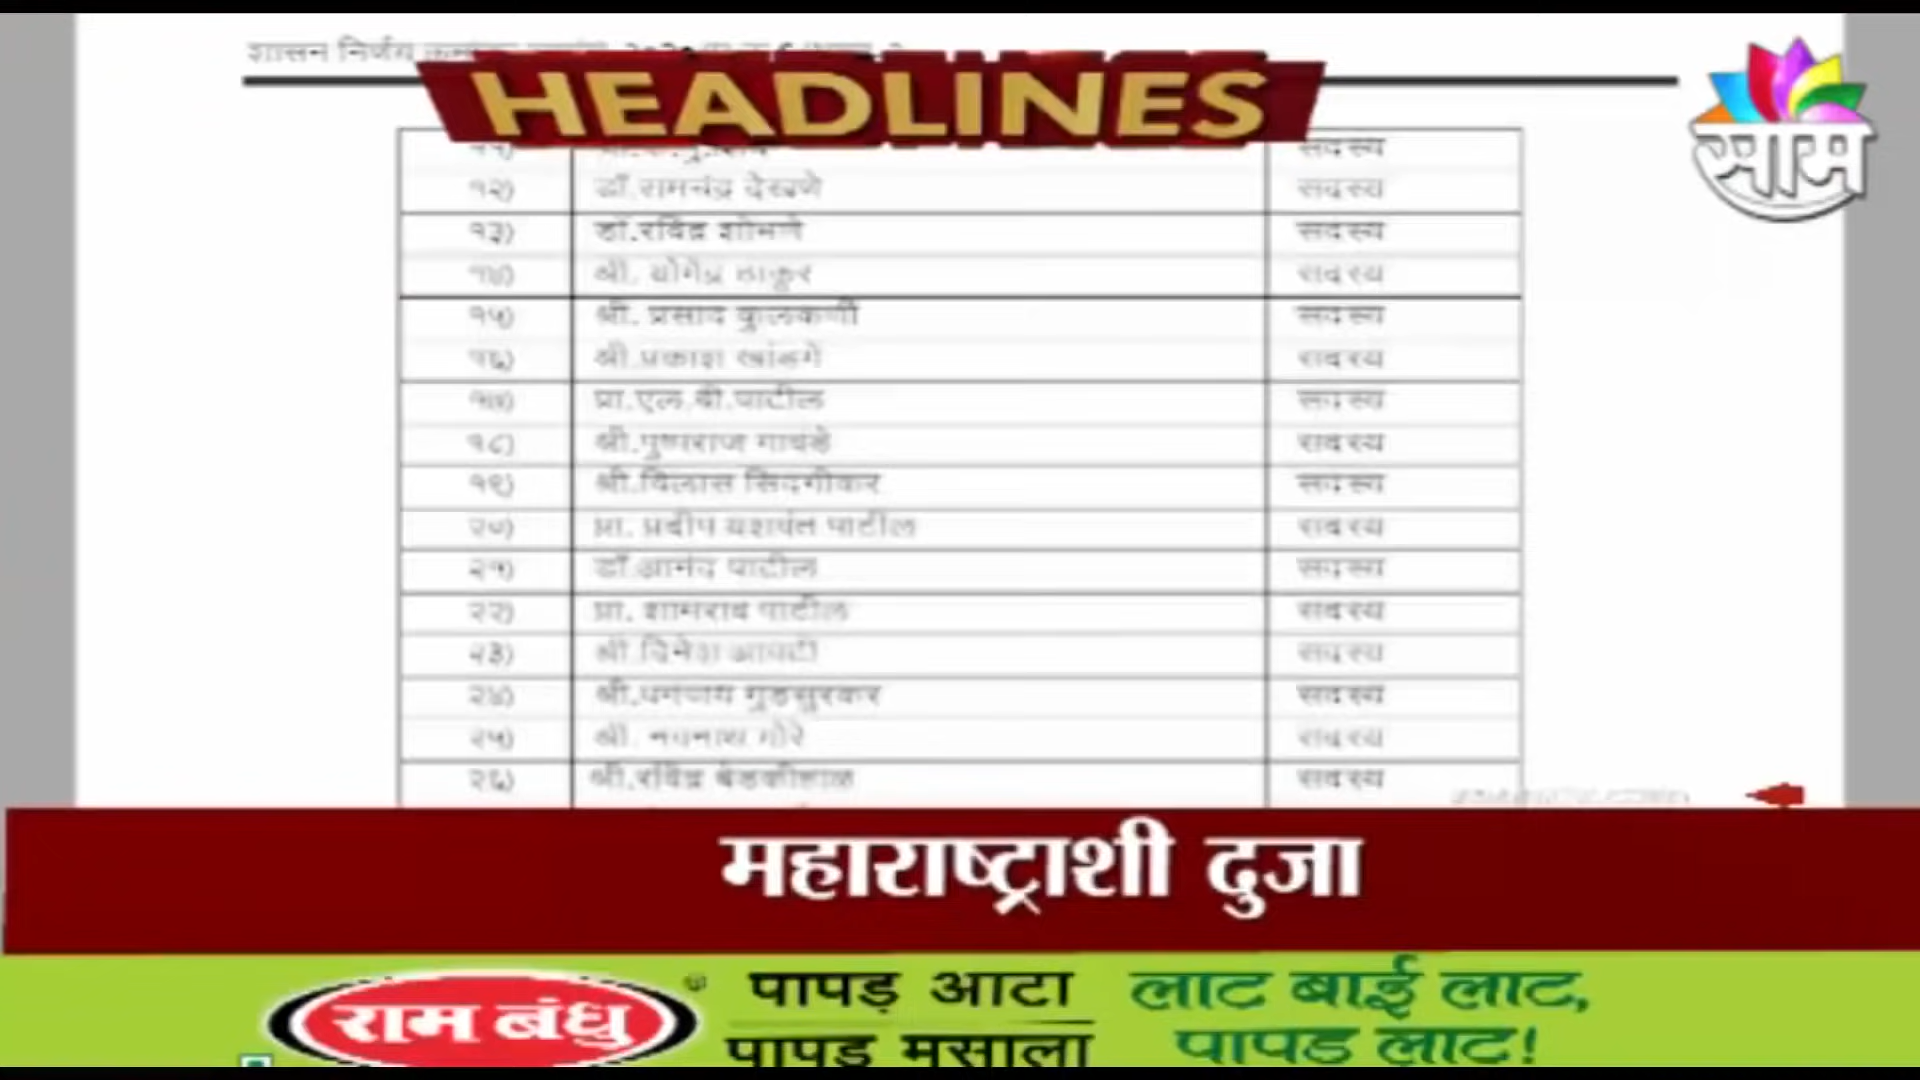 शासन निर्णय
HEADLINES
साम
सदस्य
१२) डॉ.रामचंद्र देखणे सदस्य
१३) डॉ.रविंद्र शोभणे सदस्य
१४) श्री. योगेंद्र ठाकुर सदस्य
१५) श्री. प्रसाद कुलकर्णी सदस्य
१६) श्री.प्रकाश खांडगे सदस्य
१७) प्रा.एल.बी.पाटील सदस्य
१८) श्री.पुष्पराज गावंडे सदस्य
१९) श्री.विलास सिंदगीकर सदस्य
२०) प्रा. प्रदीप यशवंत पाटील सदस्य
२१) डॉ.आनंद पाटील सदस्य
२२) प्रा. शामराव पाटील सदस्य
२३) श्री.दिनेश आवटी सदस्य
२४) श्री.धनंजय गुडसुरकर सदस्य
२५) श्री. नवनाथ गोरे सदस्य
२६) श्री.रविंद्र बेडकीहाळ सदस्य
महाराष्ट्राशी दुजा
राम बंधु
पापड़ आटा
पापड़ मसाला
लाट बाई लाट,
पापड लाट!